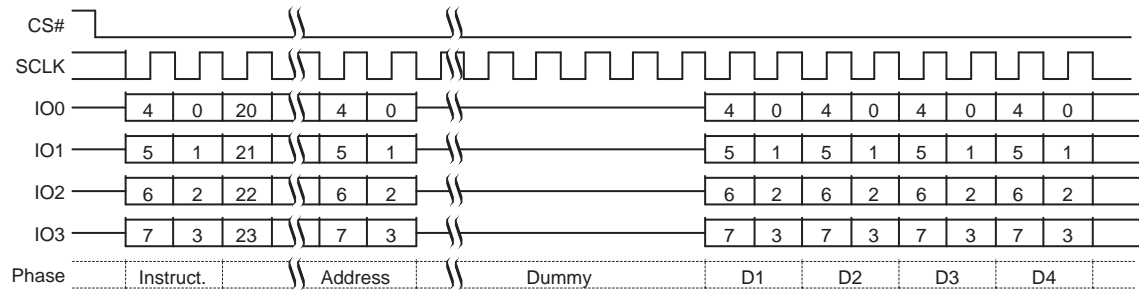 CS#
SCLK
IO0 4 0 20 4 0 4 0 4 0 4 0 4 0
IO1 5 1 21 5 1 5 1 5 1 5 1 5 1
IO2 6 2 22 6 2 6 2 6 2 6 2 6 2
IO3 7 3 23 7 3 7 3 7 3 7 3 7 3
Phase Instruct. Address Dummy D1 D2 D3 D4